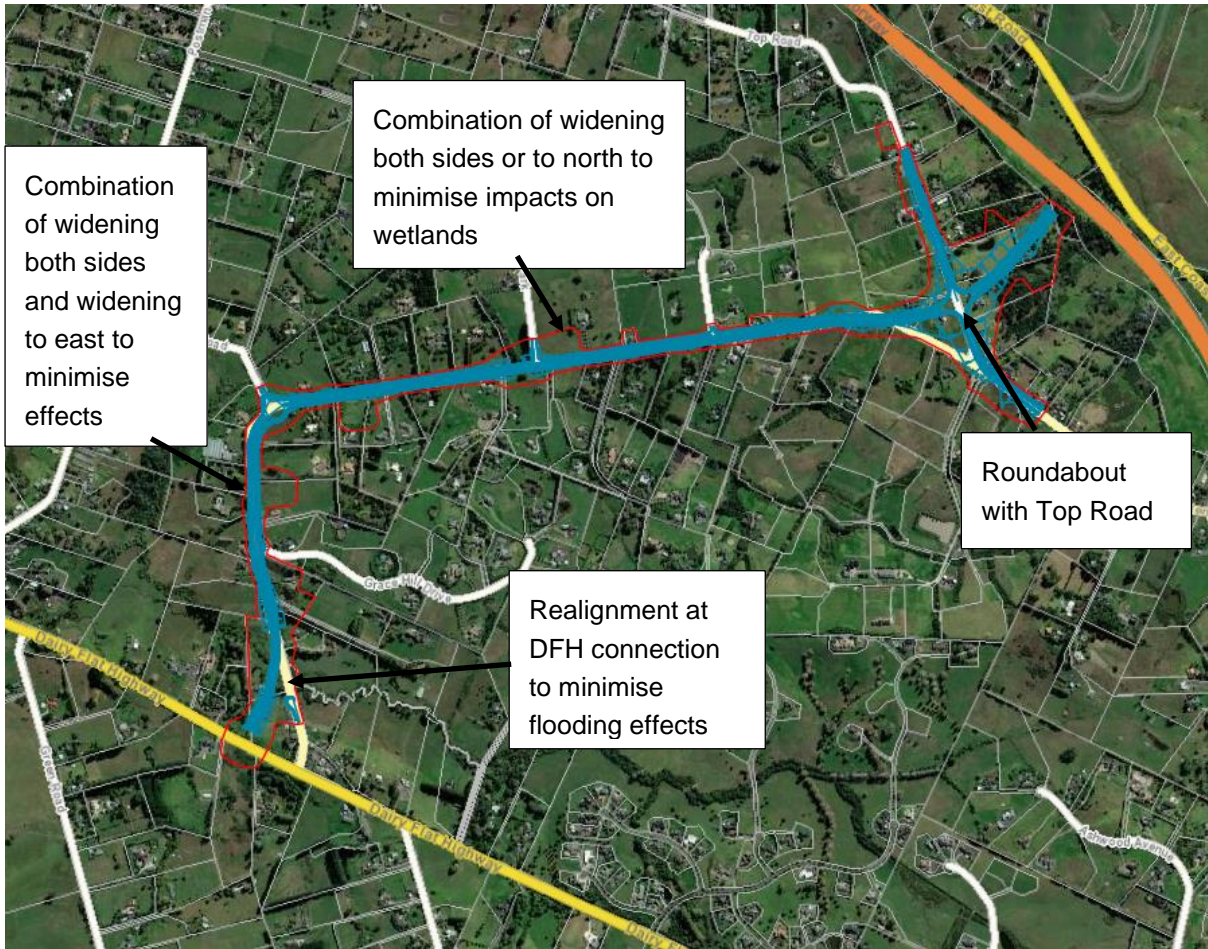 Top Road
Combination of widening
both sides or to north to
minimise impacts on
wetlands
Combination
of widening
both sides
and widening
to east to
minimise
effects
Roundabout
with Top Road
Grace Hill Drive
Realignment at
DFH connection
to minimise
flooding effects
Dairy Flat Highway
Green Road
Dairy Flat Highway
Ashwood Avenue